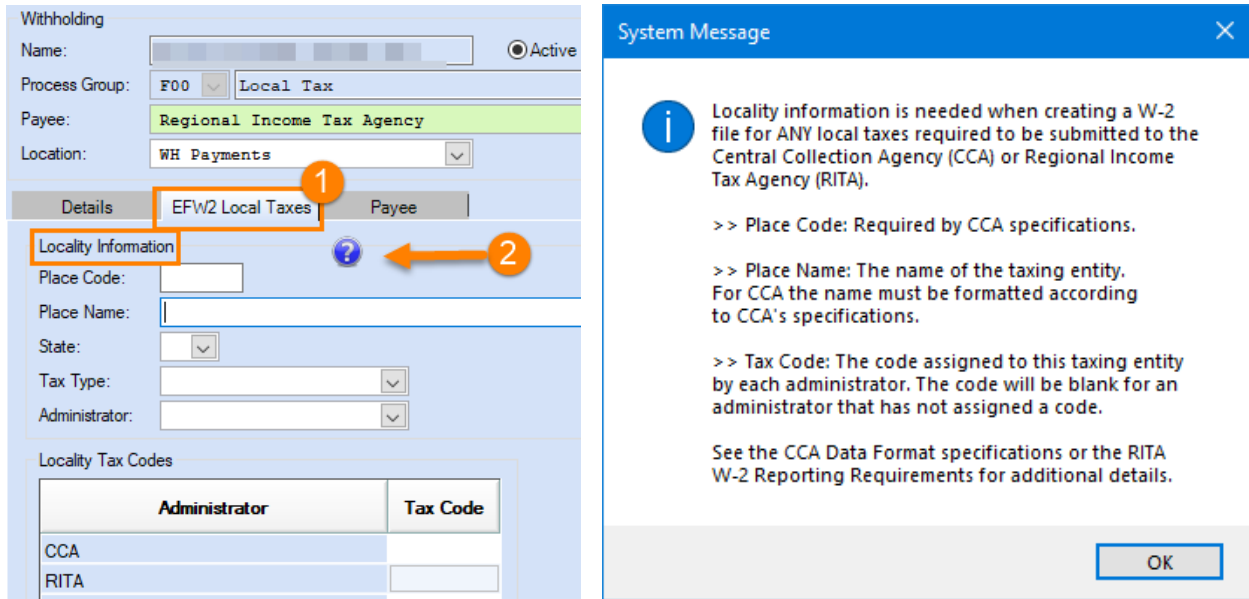 Withholding
Name:
Active
Process Group:
F00
Local Tax
Payee:
Regional Income Tax Agency
Location:
WH Payments
1
Details
EFW2 Local Taxes
Payee
Locality Information
?
2
Place Code:
Place Name:
State:
Tax Type:
Administrator:
Locality Tax Codes
Administrator
Tax Code
CCA
RITA
System Message
i
Locality information is needed when creating a W-2
file for ANY local taxes required to be submitted to the
Central Collection Agency (CCA) or Regional Income
Tax Agency (RITA).
>> Place Code: Required by CCA specifications.
>> Place Name: The name of the taxing entity.
For CCA the name must be formatted according
to CCA's specifications.
>> Tax Code: The code assigned to this taxing entity
by each administrator. The code will be blank for an
administrator that has not assigned a code.
See the CCA Data Format specifications or the RITA
W-2 Reporting Requirements for additional details.
OK